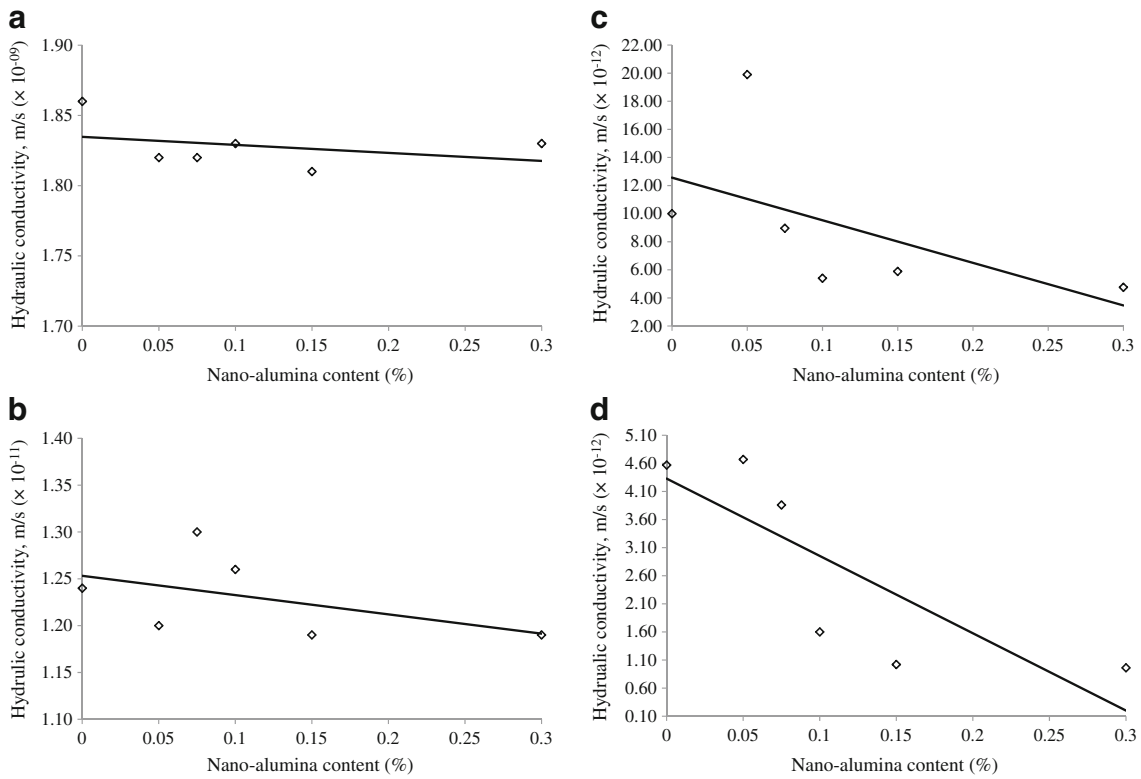 a
Hydraulic conductivity, m/s (× 10⁻⁰⁹)
1.90
1.85
1.80
1.75
1.70
0 0.05 0.1 0.15 0.2 0.25 0.3
Nano-alumina content (%)
b
Hydrulic conductivity, m/s (× 10⁻¹¹)
1.40
1.30
1.25
1.20
1.15
1.10
0 0.05 0.1 0.15 0.2 0.25 0.3
Nano-alumina content (%)
c
Hydrulic conductivity, m/s (× 10⁻¹²)
22.00
20.00
18.00
16.00
14.00
12.00
10.00
8.00
6.00
4.00
2.00
0 0.05 0.1 0.15 0.2 0.25 0.3
Nano-alumina content (%)
d
Hydrualic conductivity, m/s (× 10⁻¹²)
5.10
4.60
4.10
3.60
3.10
2.60
2.10
1.60
1.10
0.60
0.10
0 0.05 0.1 0.15 0.2 0.25 0.3
Nano-alumina content (%)